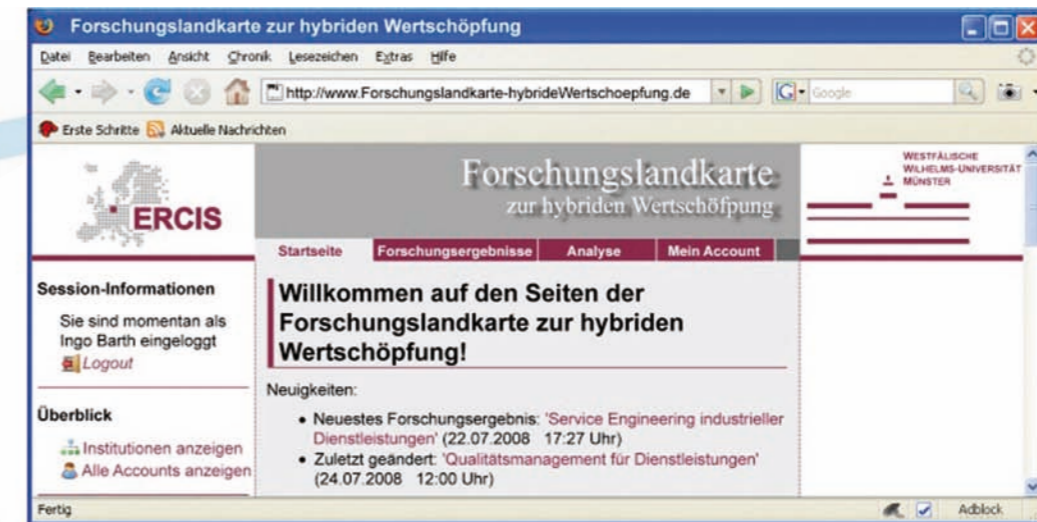 Forschungslandkarte zur hybriden Wertschöpfung
Datei Bearbeiten Ansicht Chronik Lesezeichen Extras Hilfe
http://www.Forschungslandkarte-hybrideWertschoepfung.de
G Google
Erste Schritte Aktuelle Nachrichten
ERCIS
Forschungslandkarte
zur hybriden Wertschöfpung
WESTFÄLISCHE
WILHELMS-UNIVERSITÄT
MÜNSTER
Startseite Forschungsergebnisse Analyse Mein Account
Session-Informationen
Sie sind momentan als
Ingo Barth eingeloggt
Logout
Überblick
Institutionen anzeigen
Alle Accounts anzeigen
Willkommen auf den Seiten der
Forschungslandkarte zur hybriden
Wertschöpfung!
Neuigkeiten:
• Neuestes Forschungsergebnis: 'Service Engineering industrieller
Dienstleistungen' (22.07.2008 17:27 Uhr)
• Zuletzt geändert: 'Qualitätsmanagement für Dienstleistungen'
(24.07.2008 12:00 Uhr)
Fertig
Adblock